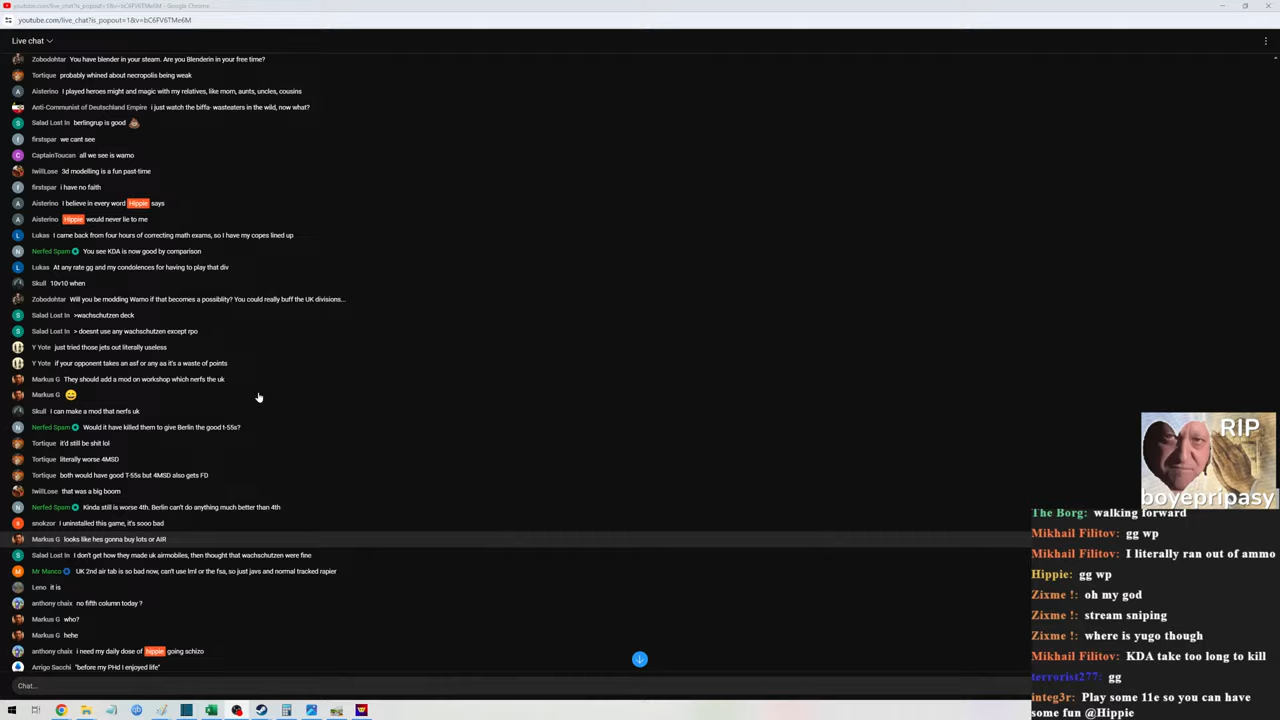 youtube.com/live_chat?is_popout=1&v=bC6FV6TMe6M - Google Chrome
youtube.com/live_chat?is_popout=1&v=bC6FV6TMe6M
Live chat
Zobodohtar You have blender in your steam. Are you Blenderin in your free time?
Tortique probably whined about necropolis being weak
A Aisterino I played heroes might and magic with my relatives, like mom, aunts, uncles, cousins
Anti-Communist of Deutschland Empire i just watch the biffa- wasteaters in the wild, now what?
S Salad Lost In berlingrup is good
f firstspar we cant see
C CaptainToucan all we see is warno
IwillLose 3d modelling is a fun past-time
f firstspar i have no faith
A Aisterino I believe in every word Hippie says
A Aisterino Hippie would never lie to me
L Lukas I came back from four hours of correcting math exams, so I have my copes lined up
N Nerfed Spam You see KDA is now good by comparison
L Lukas At any rate gg and my condolences for having to play that div
Skull 10v10 when
Zobodohtar Will you be modding Warno if that becomes a possiblity? You could really buff the UK divisions...
S Salad Lost In >wachschutzen deck
S Salad Lost In > doesnt use any wachschutzen except rpo
Y Yote just tried those jets out literally useless
Y Yote if your opponent takes an asf or any aa it's a waste of points
Markus G They should add a mod on workshop which nerfs the uk
Markus G 😄
Skull I can make a mod that nerfs uk
N Nerfed Spam Would it have killed them to give Berlin the good t-55s?
Tortique it'd still be shit lol
Tortique literally worse 4MSD
Tortique both would have good T-55s but 4MSD also gets FD
IwillLose that was a big boom
N Nerfed Spam Kinda still is worse 4th. Berlin can't do anything much better than 4th
s snokzor I uninstalled this game, it's sooo bad
Markus G looks like hes gonna buy lots or AIR
S Salad Lost In I don't get how they made uk airmobiles, then thought that wachschutzen were fine
M Mr Manco UK 2nd air tab is so bad now, can't use lml or the fsa, so just javs and normal tracked rapier
Leno it is
anthony chaix no fifth column today ?
Markus G who?
Markus G hehe
anthony chaix i need my daily dose of hippie going schizo
Arrigo Sacchi "before my PHd I enjoyed life"
Chat...
RIP
boyepripasy
The Borg: walking forward
Mikhail Filitov: gg wp
Mikhail Filitov: I literally ran out of ammo
Hippie: gg wp
Zixme !: oh my god
Zixme !: stream sniping
Zixme !: where is yugo though
Mikhail Filitov: KDA take too long to kill
terrorist277: gg
integ3r: Play some 11e so you can have
some fun @Hippie